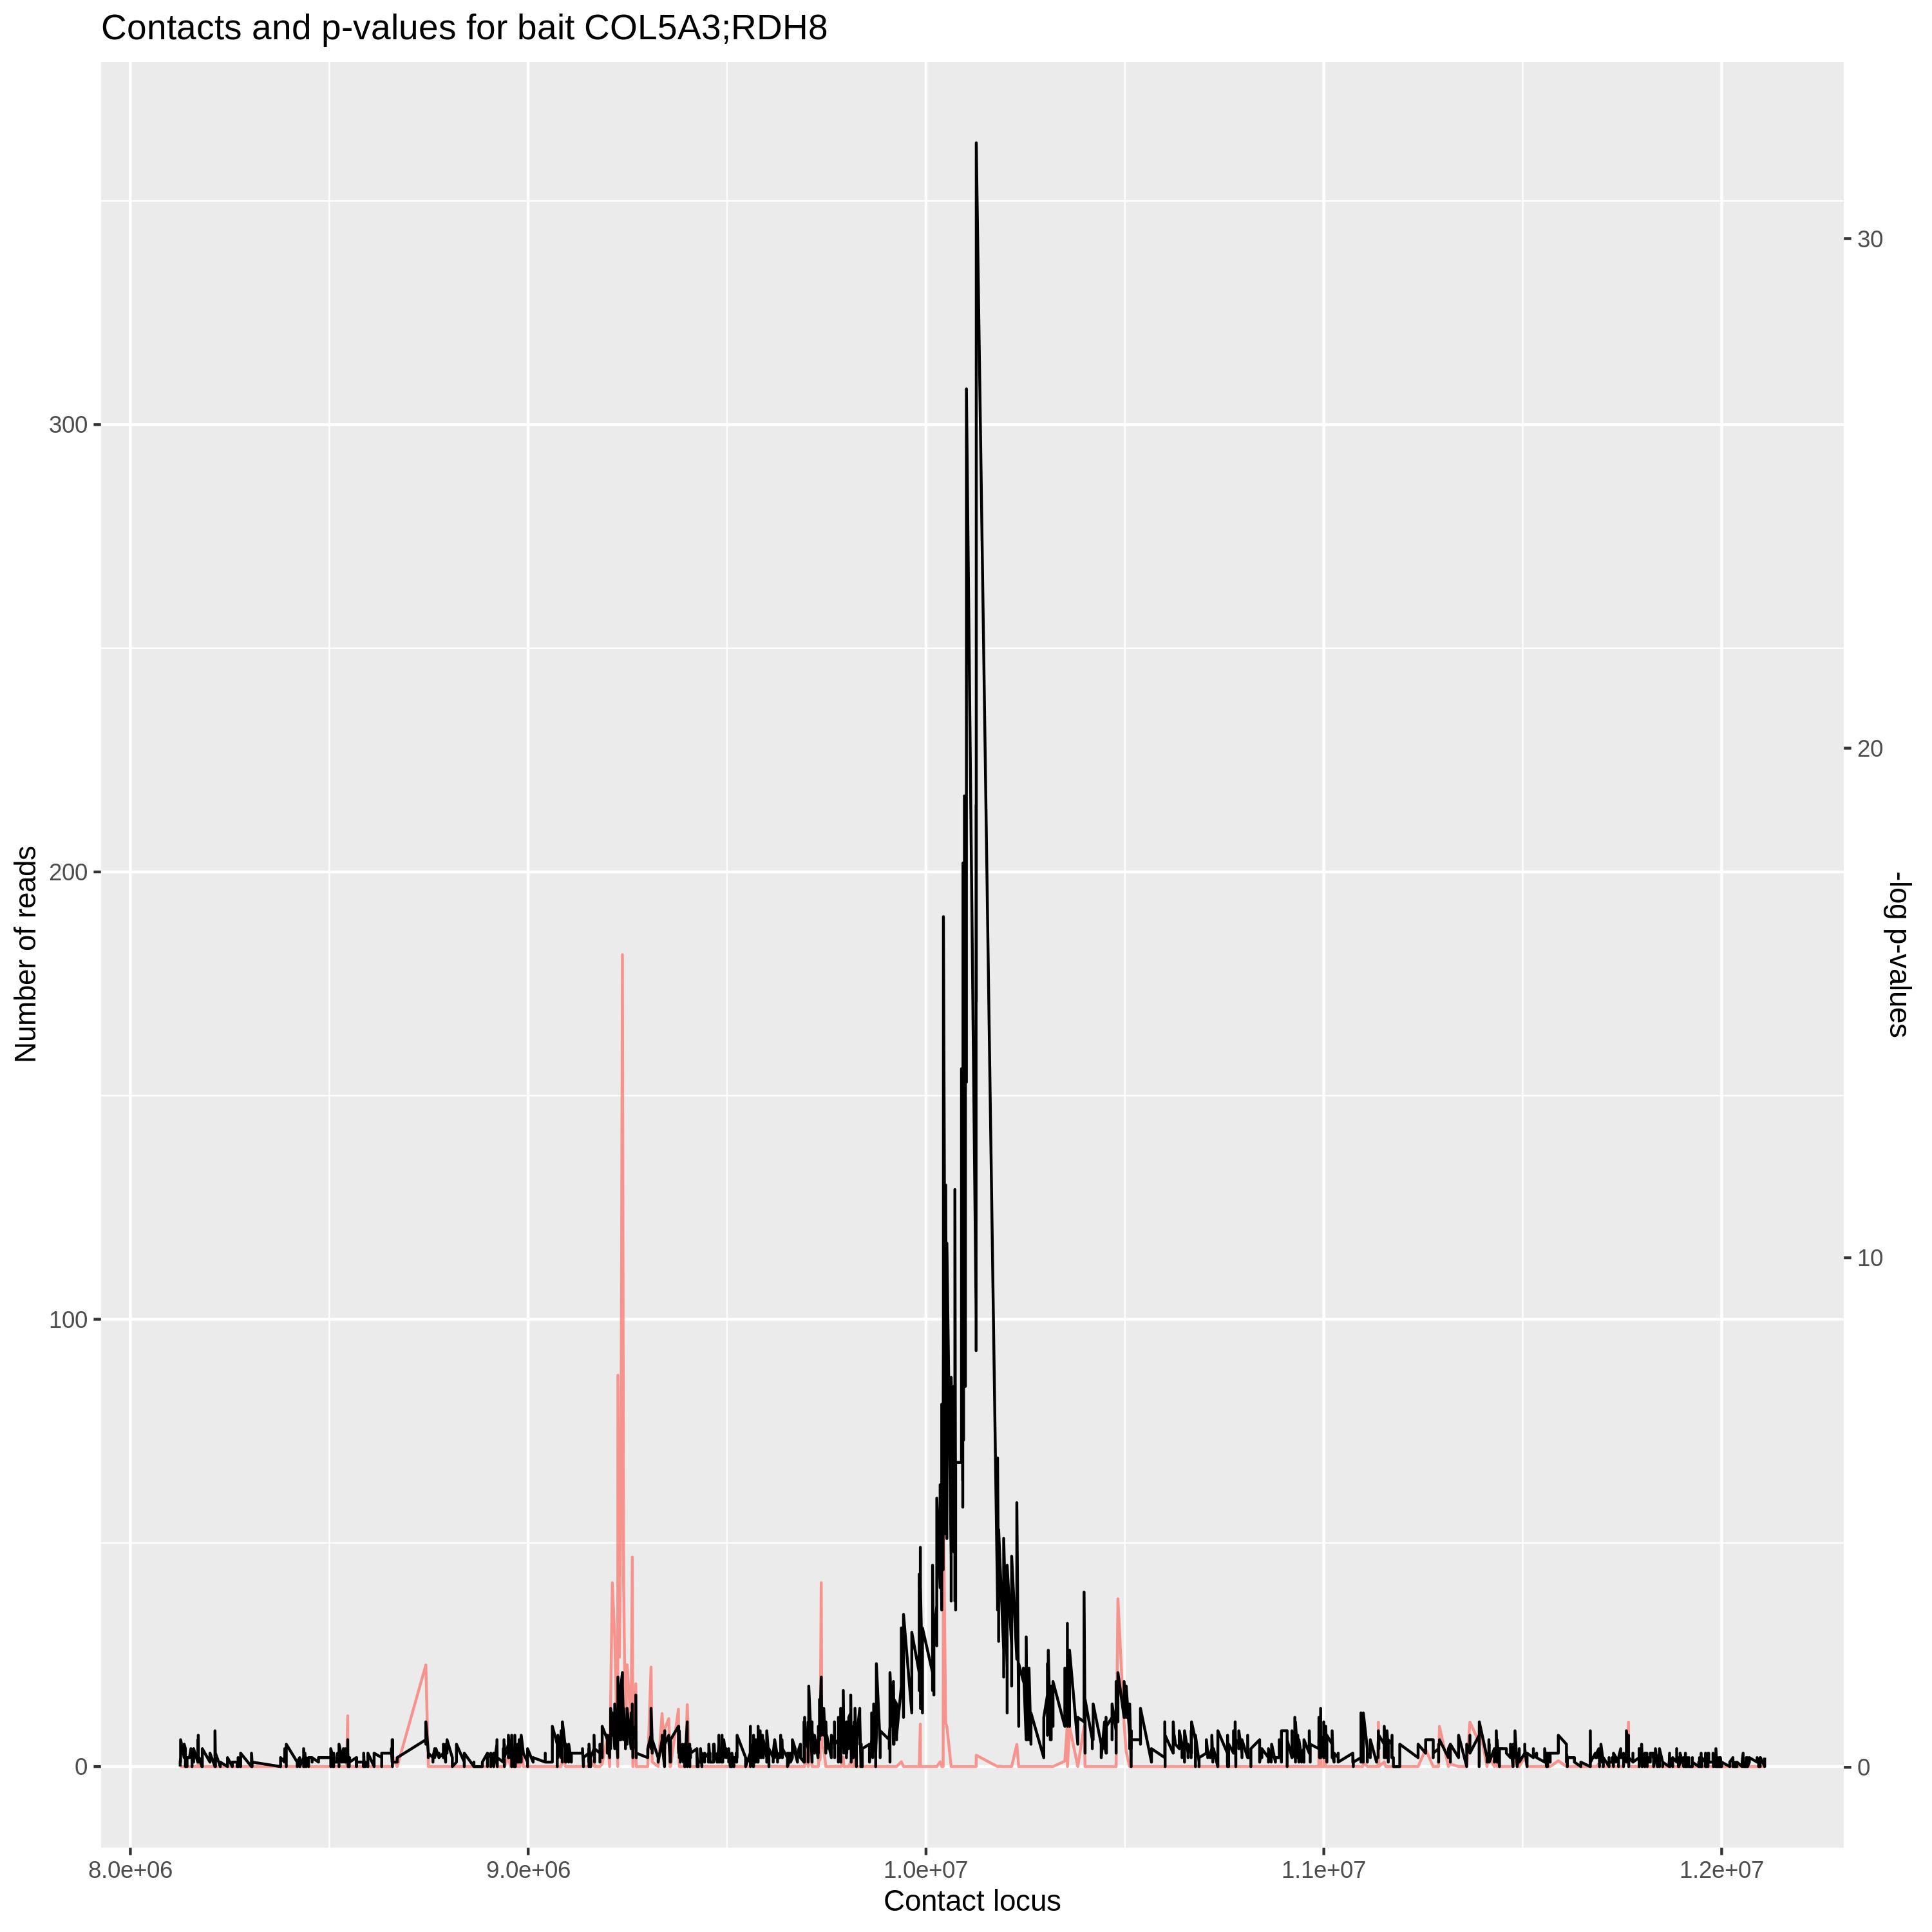 Contacts and p-values for bait COL5A3;RDH8
300
200
100
0
Number of reads
30
20
10
0
-log p-values
8.0e+06 9.0e+06 1.0e+07 1.1e+07 1.2e+07
Contact locus